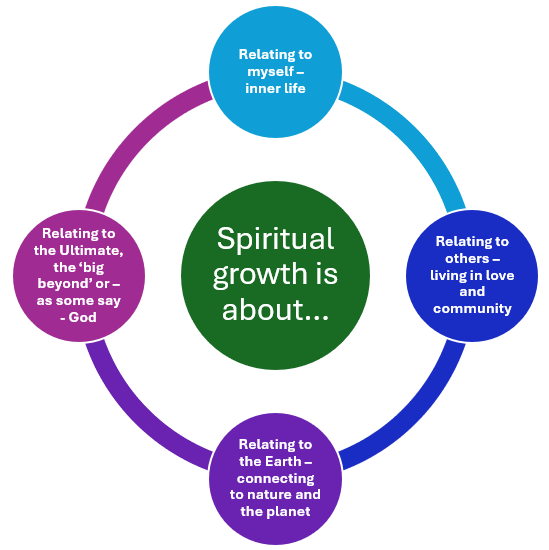 Relating to
myself –
inner life
Spiritual
growth is
about...
Relating to
others –
living in love
and
community
Relating to
the Earth –
connecting
to nature and
the planet
Relating to
the Ultimate,
the ‘big
beyond’ or –
as some say
- God